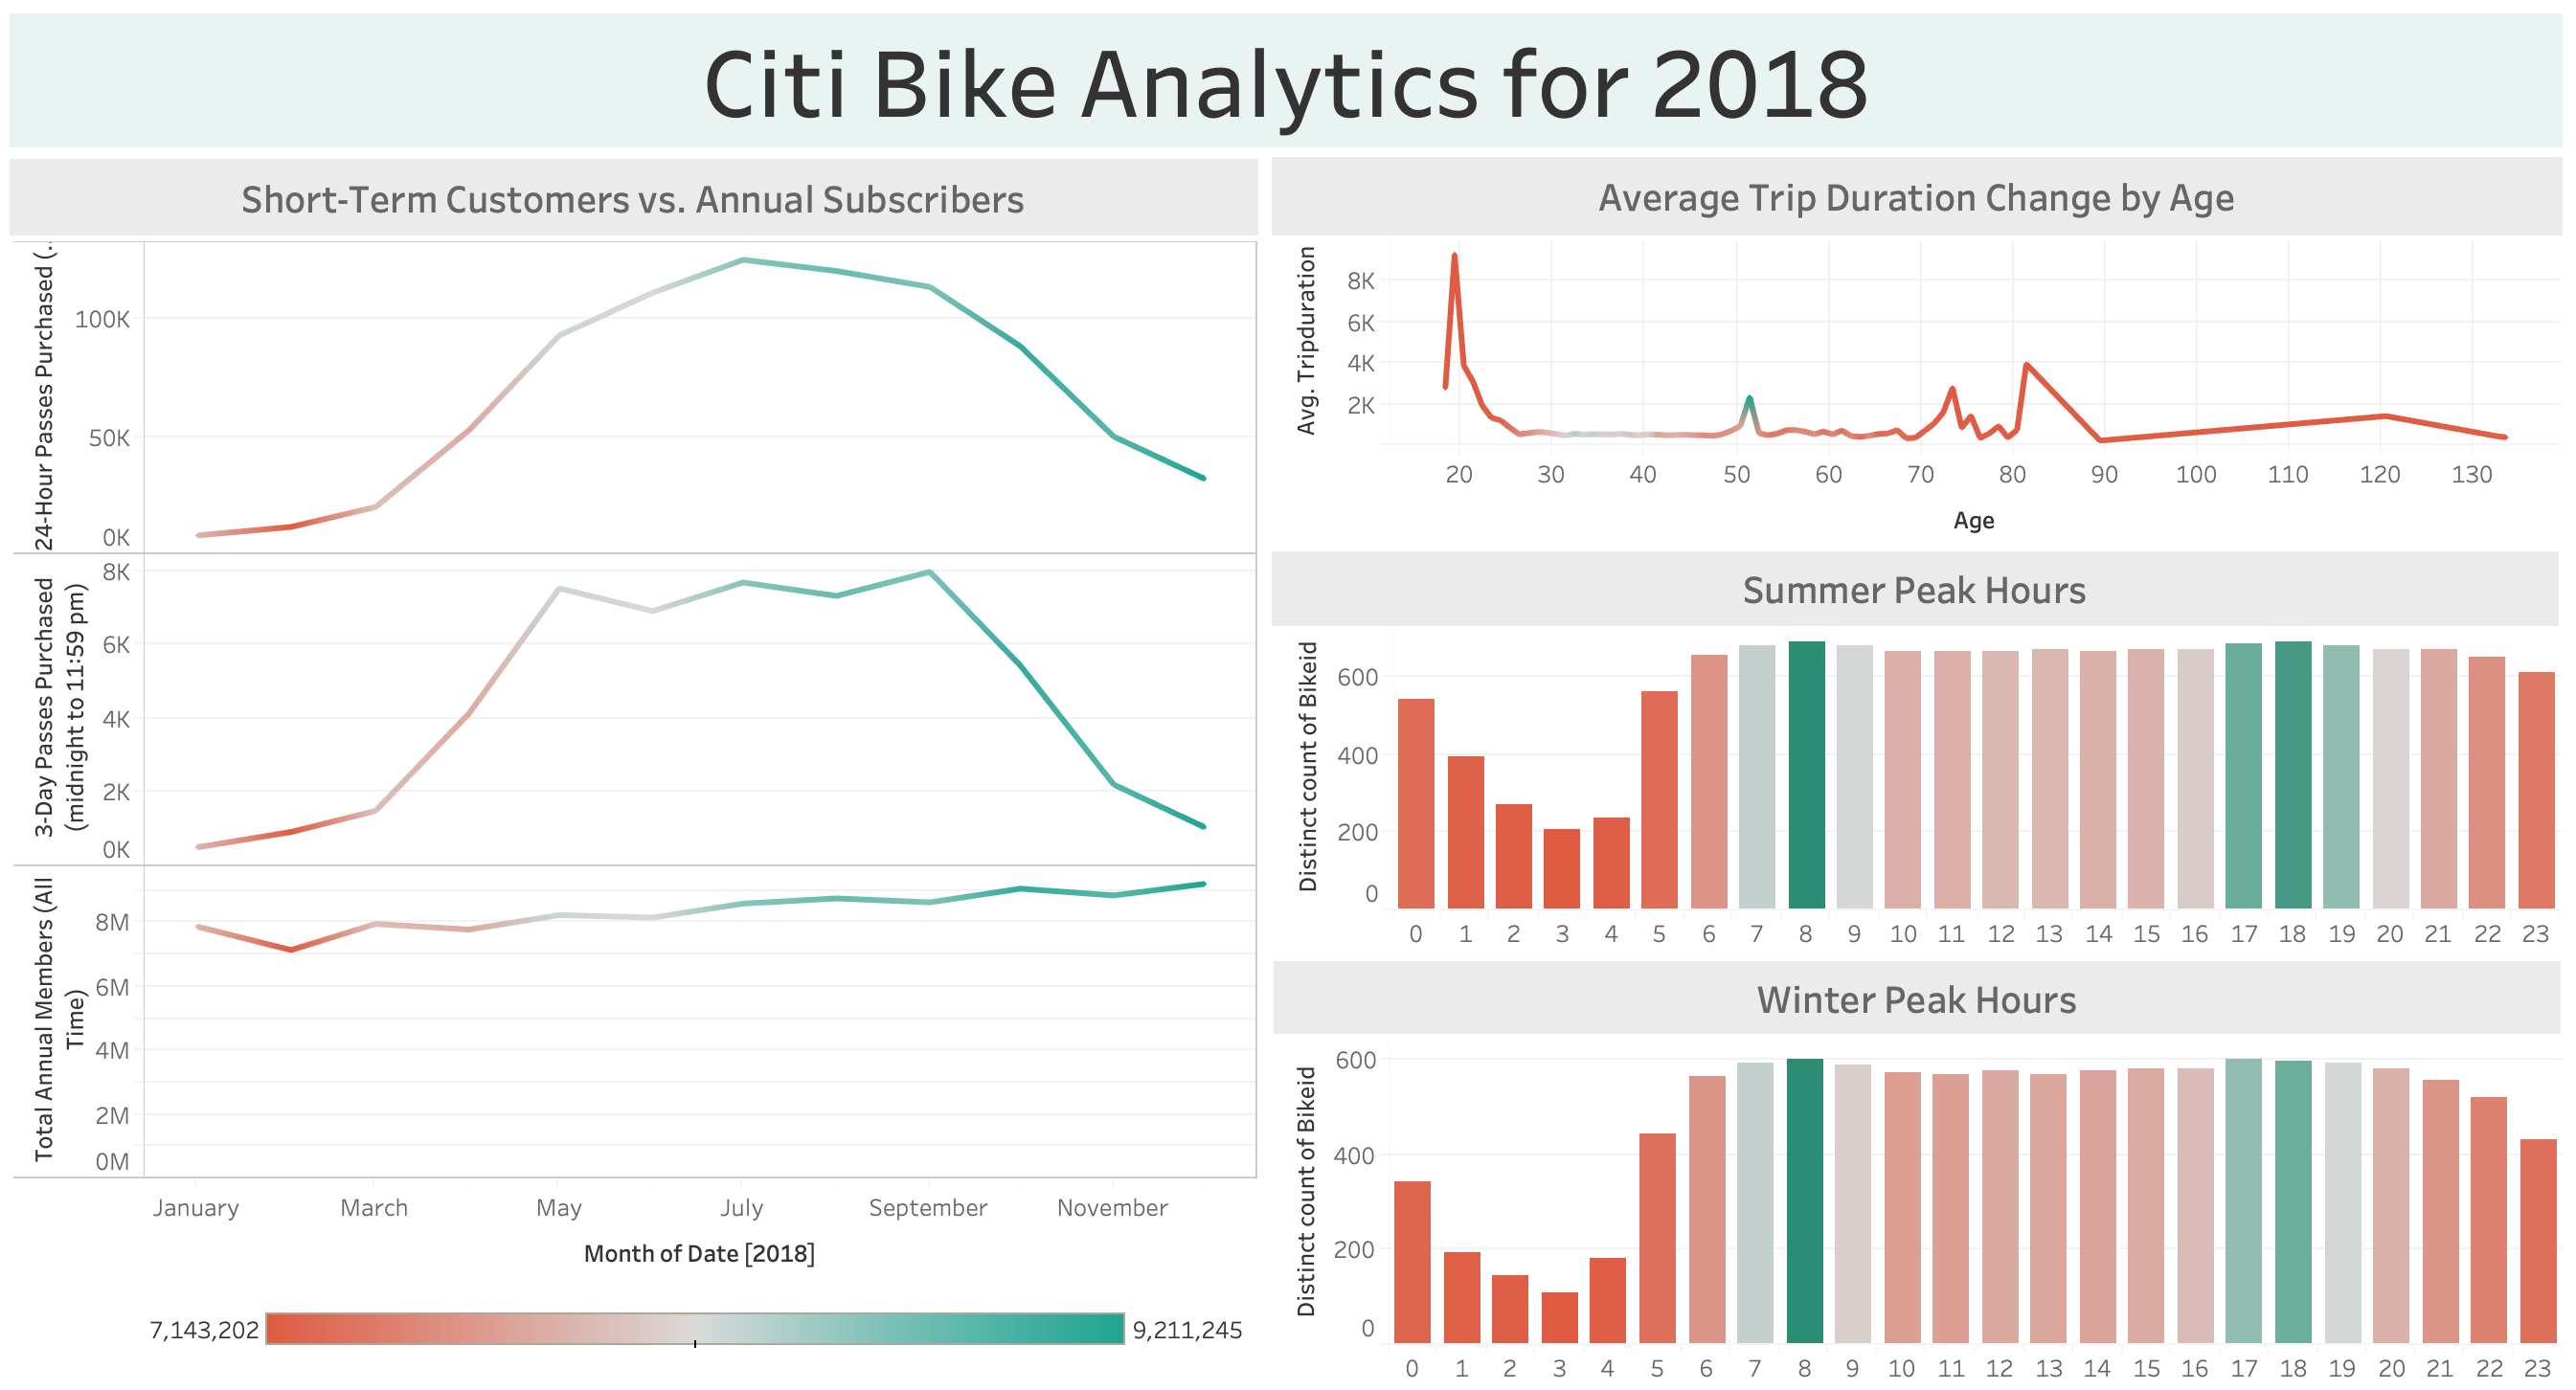 Citi Bike Analytics for 2018
Short-Term Customers vs. Annual Subscribers
24-Hour Passes Purchased (..
100K
50K
0K
3-Day Passes Purchased
(midnight to 11:59 pm)
8K
6K
4K
2K
0K
Total Annual Members (All
Time)
8M
6M
4M
2M
0M
January March May July September November
Month of Date [2018]
7,143,202 9,211,245
Average Trip Duration Change by Age
Avg. Tripduration
8K
6K
4K
2K
20 30 40 50 60 70 80 90 100 110 120 130
Age
Summer Peak Hours
Distinct count of Bikeid
600
400
200
0
0 1 2 3 4 5 6 7 8 9 10 11 12 13 14 15 16 17 18 19 20 21 22 23
Winter Peak Hours
Distinct count of Bikeid
600
400
200
0
0 1 2 3 4 5 6 7 8 9 10 11 12 13 14 15 16 17 18 19 20 21 22 23